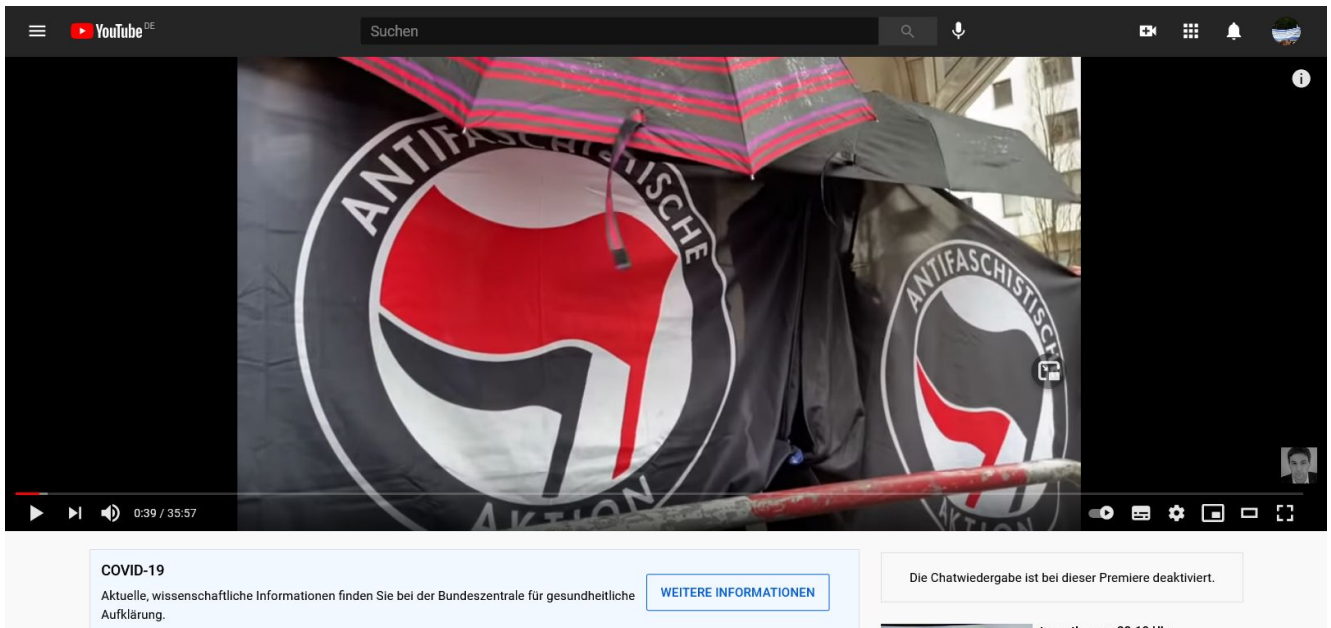 YouTube DE
Suchen
ANTIFASCHISTISCHE
AKTION
ANTIFASCHISTISCHE
AKTION
0:39 / 35:57
COVID-19
Aktuelle, wissenschaftliche Informationen finden Sie bei der Bundeszentrale für gesundheitliche
Aufklärung.
WEITERE INFORMATIONEN
Die Chatwiedergabe ist bei dieser Premiere deaktiviert.